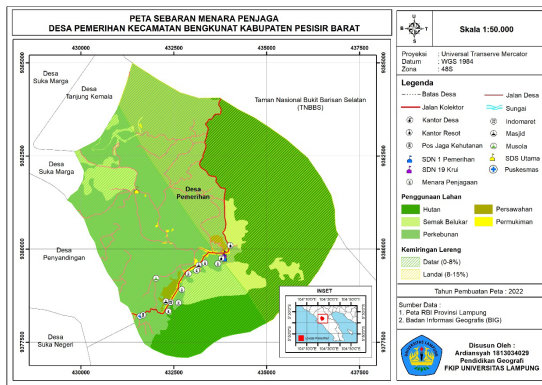 PETA SEBARAN MENARA PENJAGA
DESA PEMERIHAN KECAMATAN BENGKUNAT KABUPATEN PESISIR BARAT
430000
432500
435000
437500
9385000
9382500
9380000
9377500
Desa
Suka Marga
Desa
Tanjung Kemala
Taman Nasional Bukit Barisan Selatan
(TNBBS)
Desa
Suka Marga
Desa
Pemerihan
Desa
Penyandingan
Desa
Suka Negeri
430000
432500
435000
437500
INSET
U
B
T
S
Skala 1:50.000
Proyeksi : Universal Transerve Mercator
Datum : WGS 1984
Zona : 48S
Legenda
Batas Desa
Jalan Kolektor
Kantor Desa
Kantor Resot
Pos Jaga Kehutanan
SDN 1 Pemerihan
SDN 19 Krui
Menara Penjagaan
Jalan Desa
Sungai
Indomaret
Masjid
Musola
SDS Utama
Puskesmas
Penggunaan Lahan
Hutan
Semak Belukar
Perkebunan
Persawahan
Permukiman
Kemiringan Lereng
Datar (0-8%)
Landai (8-15%)
Tahun Pembuatan Peta : 2022
Sumber Data :
1. Peta RBI Provinsi Lampung
2. Badan Informasi Geografis (BIG)
Disusun Oleh :
Ardiansyah 1813034029
Pendidikan Geografi
FKIP UNIVERSITAS LAMPUNG